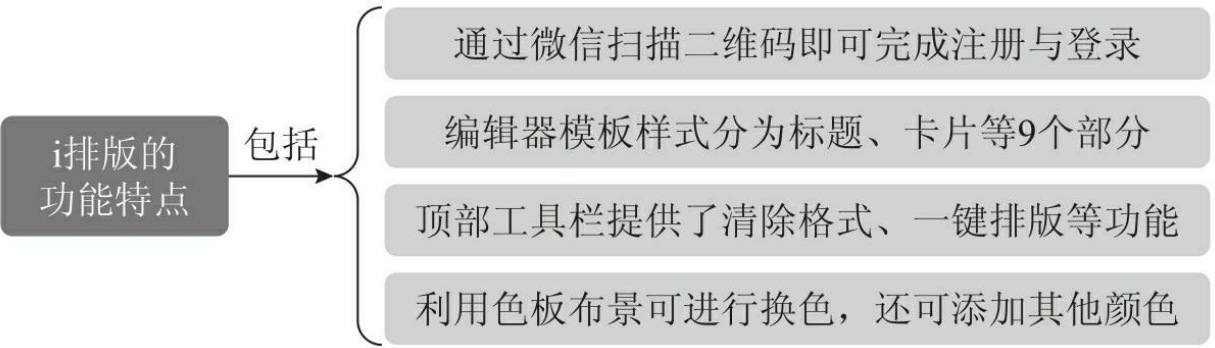 i排版的
功能特点
包括
通过微信扫描二维码即可完成注册与登录
编辑器模板样式分为标题、卡片等9个部分
顶部工具栏提供了清除格式、一键排版等功能
利用色板布景可进行换色，还可添加其他颜色